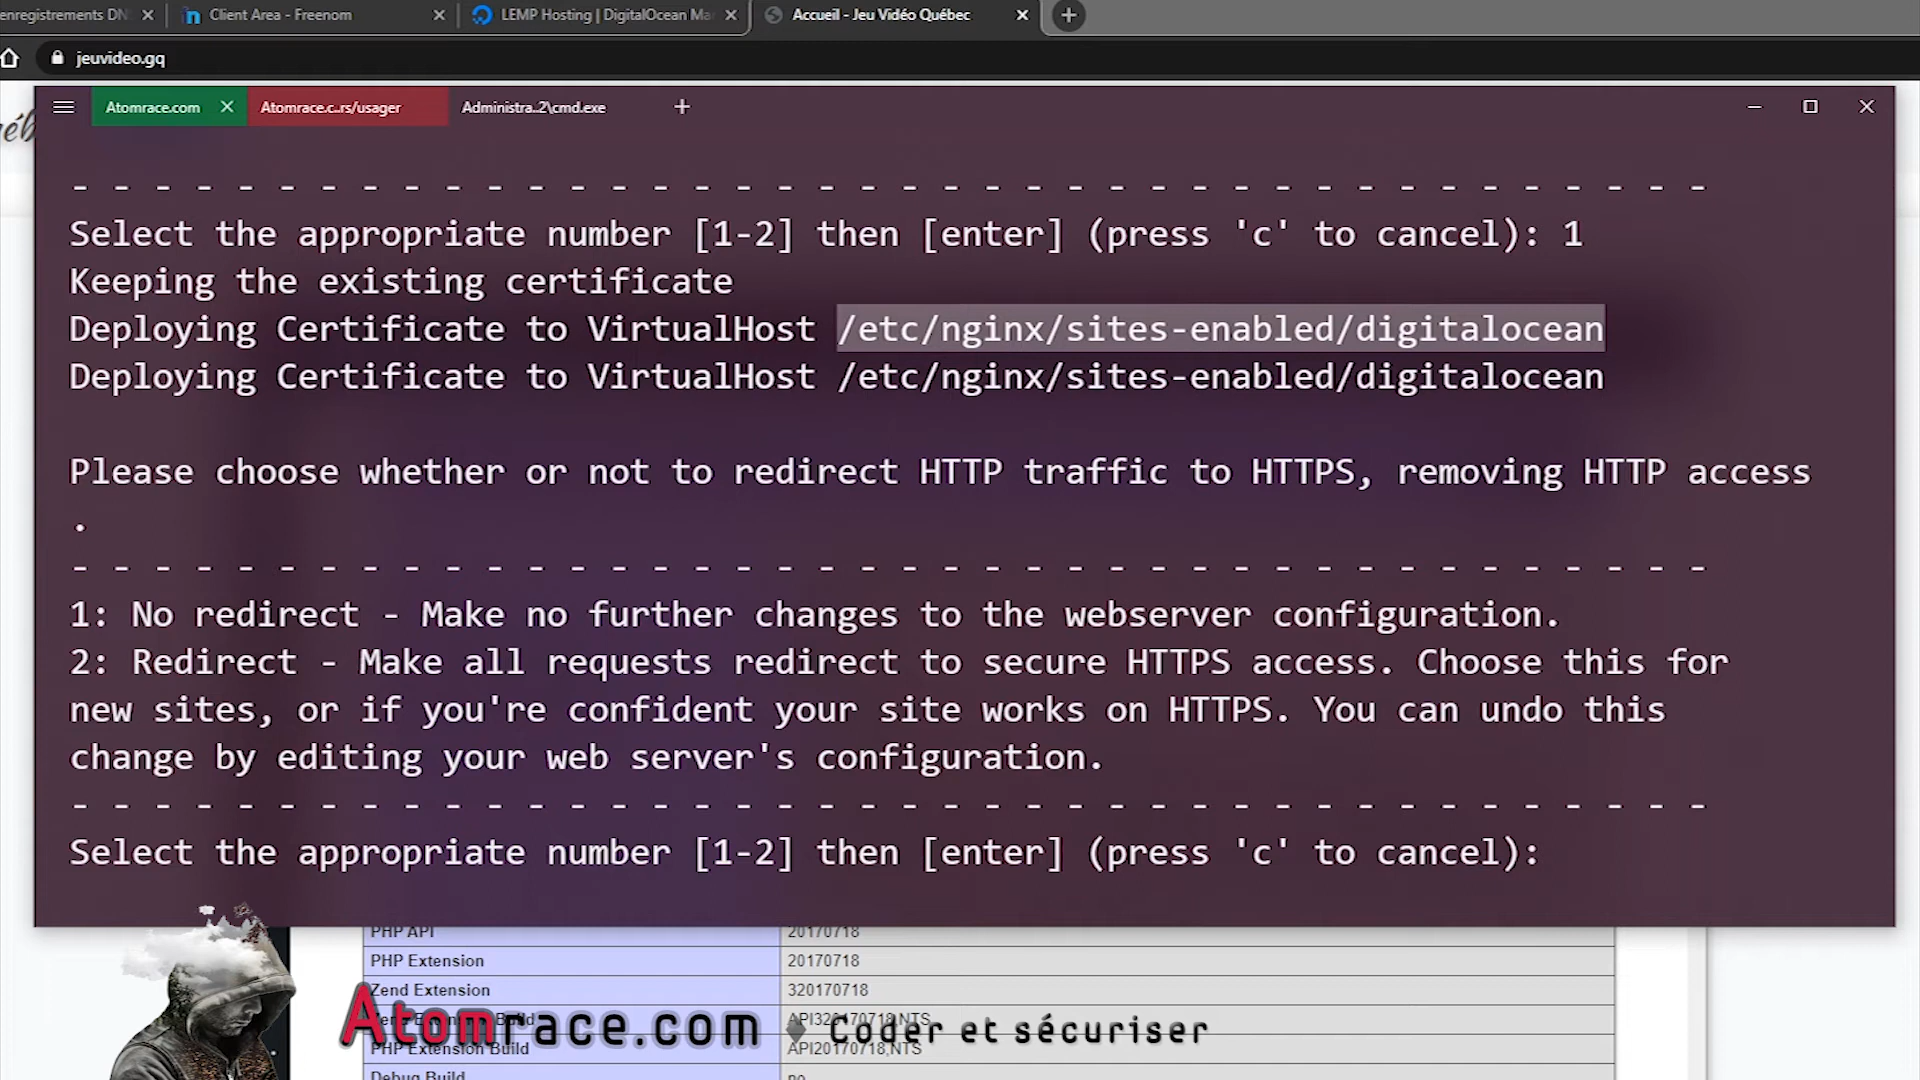 enregistrements DN
Client Area - Freenom
LEMP Hosting | DigitalOcean Ma
Accueil - Jeu Vidéo Québec
jeuvideo.gq
éb
Atomrace.com
Atomrace.c..rs/usager
Administra..2\cmd.exe
- - - - - - - - - - - - - - - - - - - - - - - - - - - - - - - - - - - - - - - -
Select the appropriate number [1-2] then [enter] (press 'c' to cancel): 1
Keeping the existing certificate
Deploying Certificate to VirtualHost /etc/nginx/sites-enabled/digitalocean
Deploying Certificate to VirtualHost /etc/nginx/sites-enabled/digitalocean
Please choose whether or not to redirect HTTP traffic to HTTPS, removing HTTP access
.
- - - - - - - - - - - - - - - - - - - - - - - - - - - - - - - - - - - - - - - -
1: No redirect - Make no further changes to the webserver configuration.
2: Redirect - Make all requests redirect to secure HTTPS access. Choose this for
new sites, or if you're confident your site works on HTTPS. You can undo this
change by editing your web server's configuration.
- - - - - - - - - - - - - - - - - - - - - - - - - - - - - - - - - - - - - - - -
Select the appropriate number [1-2] then [enter] (press 'c' to cancel):
PHP API 20170718
PHP Extension 20170718
Zend Extension 320170718
Build API320170718,NTS
Atomrace.com Coder et sécuriser
PHP Extension Build API20170718,NTS
Debug Build no